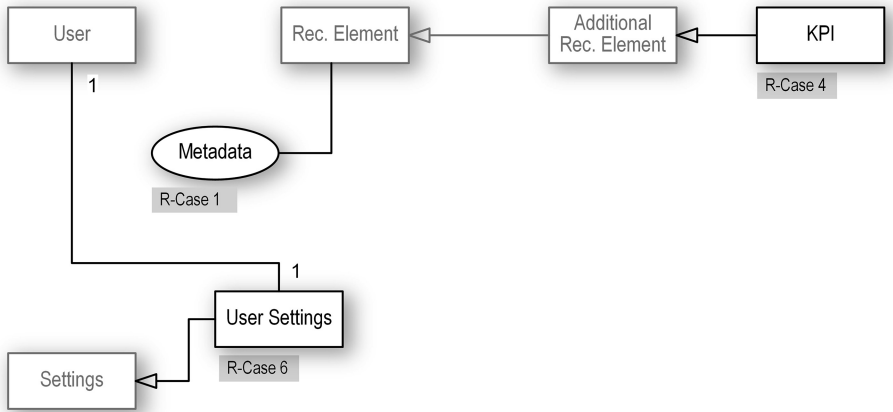 User
Rec. Element
Additional
Rec. Element
KPI
1
R-Case 4
Metadata
R-Case 1
1
User Settings
R-Case 6
Settings